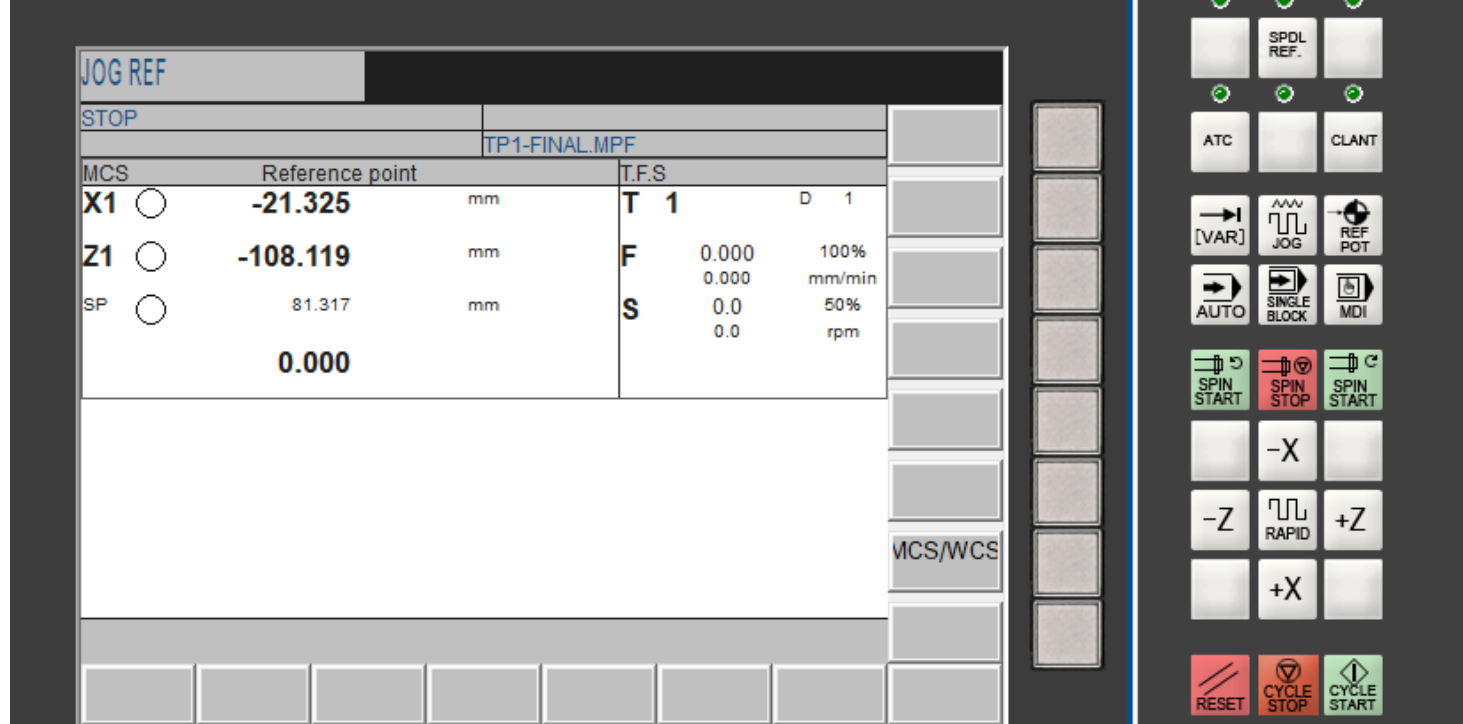 JOG REF
STOP
TP1-FINAL.MPF
MCS Reference point T.F.S
X1 -21.325 mm T 1 D 1
Z1 -108.119 mm F 0.000 100%
0.000 mm/min
SP 81.317 mm S 0.0 50%
0.0 rpm
0.000
MCS/WCS
SPDL
REF.
ATC CLANT
[VAR] JOG REF
POT
AUTO SINGLE
BLOCK MDI
SPIN
START SPIN
STOP SPIN
START
-X
-Z RAPID +Z
+X
RESET CYCLE
STOP CYCLE
START